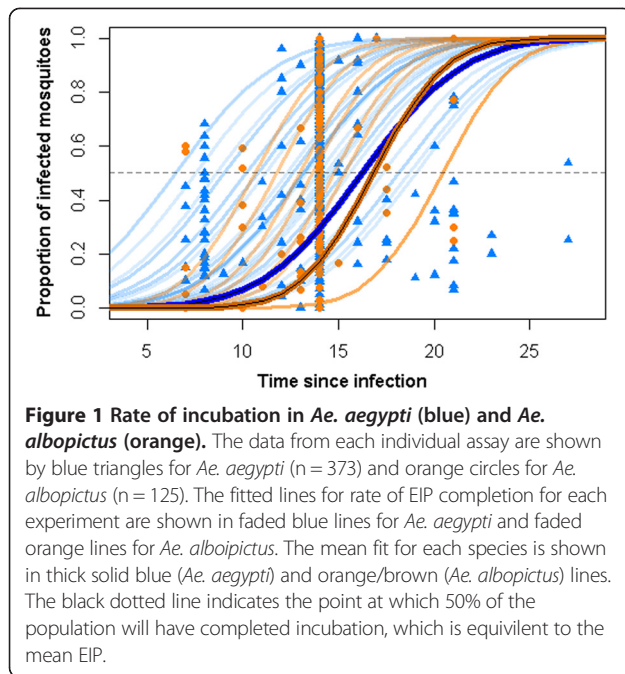 Proportion of infected mosquitoes
1.0
0.8
0.6
0.4
0.2
0.0
5 10 15 20 25
Time since infection
Figure 1 Rate of incubation in Ae. aegypti (blue) and Ae.
albopictus (orange). The data from each individual assay are shown
by blue triangles for Ae. aegypti (n = 373) and orange circles for Ae.
albopictus (n = 125). The fitted lines for rate of EIP completion for each
experiment are shown in faded blue lines for Ae. aegypti and faded
orange lines for Ae. alboipictus. The mean fit for each species is shown
in thick solid blue (Ae. aegypti) and orange/brown (Ae. albopictus) lines.
The black dotted line indicates the point at which 50% of the
population will have completed incubation, which is equivilent to the
mean EIP.